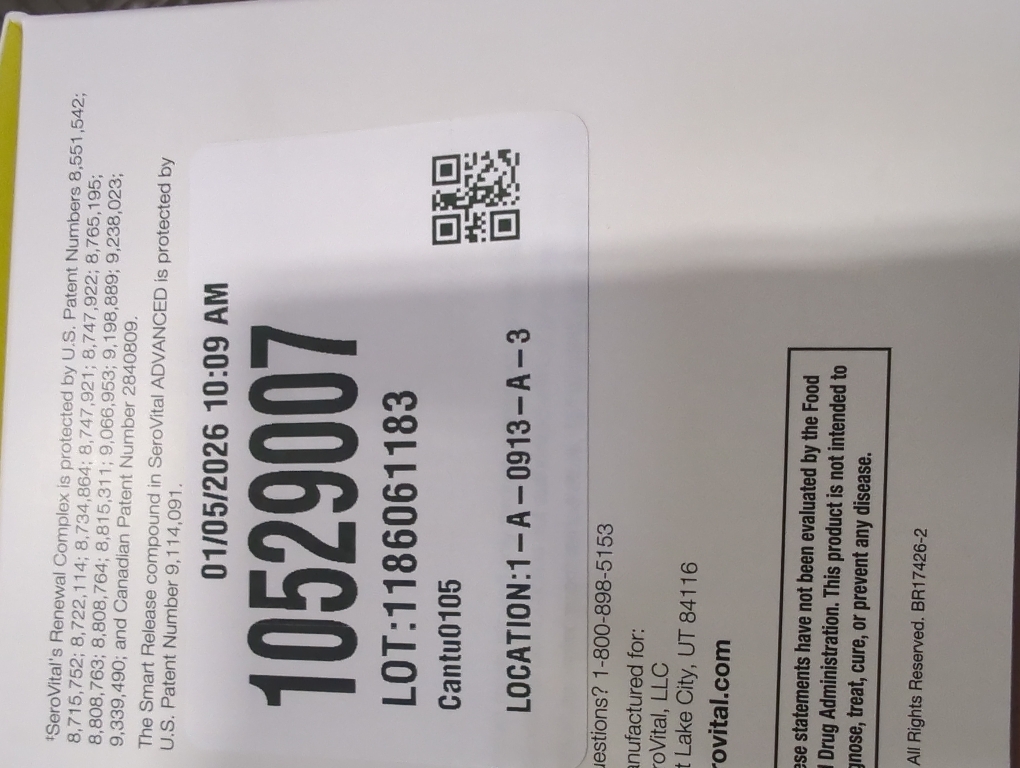 ‡SeroVital's Renewal Complex is protected by U.S. Patent Numbers 8,551,542;
8,715,752; 8,722,114; 8,734,864; 8,747,921; 8,747,922; 8,765,195;
8,808,763; 8,808,764; 8,815,311; 9,066,953; 9,198,889; 9,238,023;
9,339,490; and Canadian Patent Number 2840809.
The Smart Release compound in SeroVital ADVANCED is protected by
U.S. Patent Number 9,114,091.
01/05/2026 10:09 AM
10529007
LOT:1186061183
Cantu0105
LOCATION:1-A-0913-A-3
uestions? 1-800-898-5153
anufactured for:
roVital, LLC
t Lake City, UT 84116
rovital.com
ese statements have not been evaluated by the Food
d Drug Administration. This product is not intended to
gnose, treat, cure, or prevent any disease.
All Rights Reserved. BR17426-2